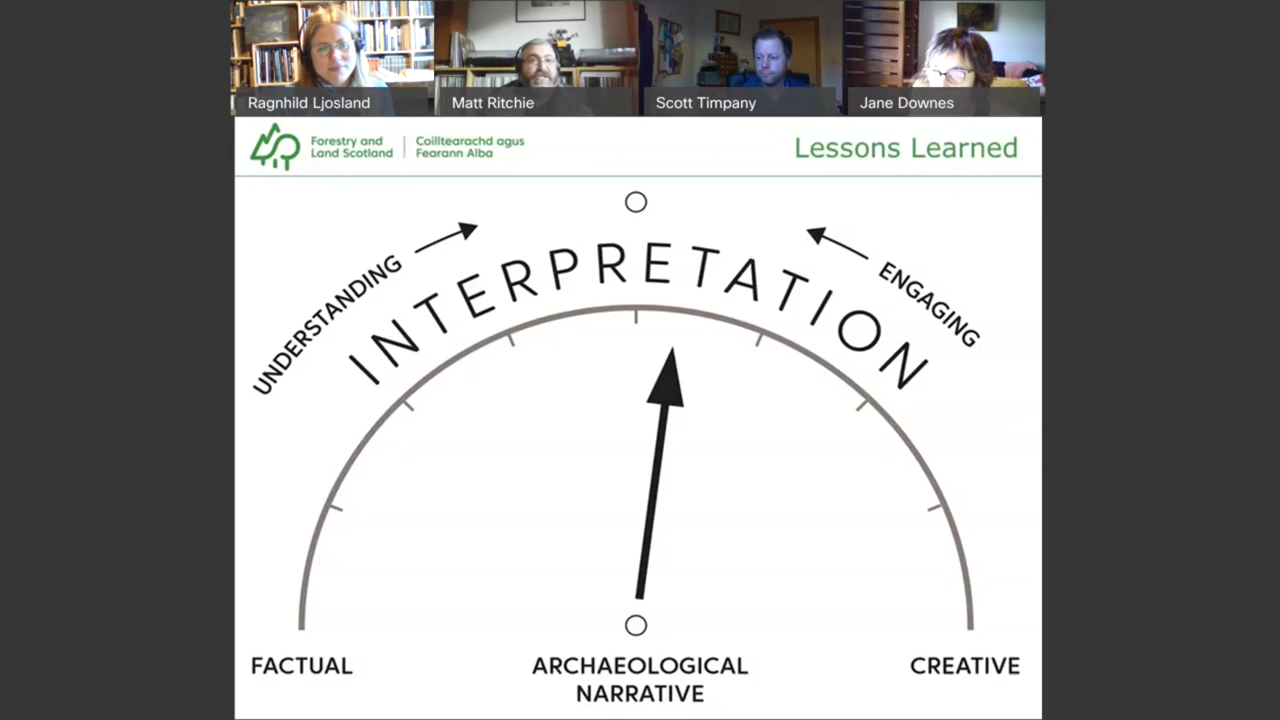 Ragnhild Ljosland
Matt Ritchie
Scott Timpany
Jane Downes
Forestry and
Land Scotland
Coilltearachd agus
Fearann Alba
Lessons Learned
UNDERSTANDING
INTERPRETATION
ENGAGING
FACTUAL
ARCHAEOLOGICAL
NARRATIVE
CREATIVE